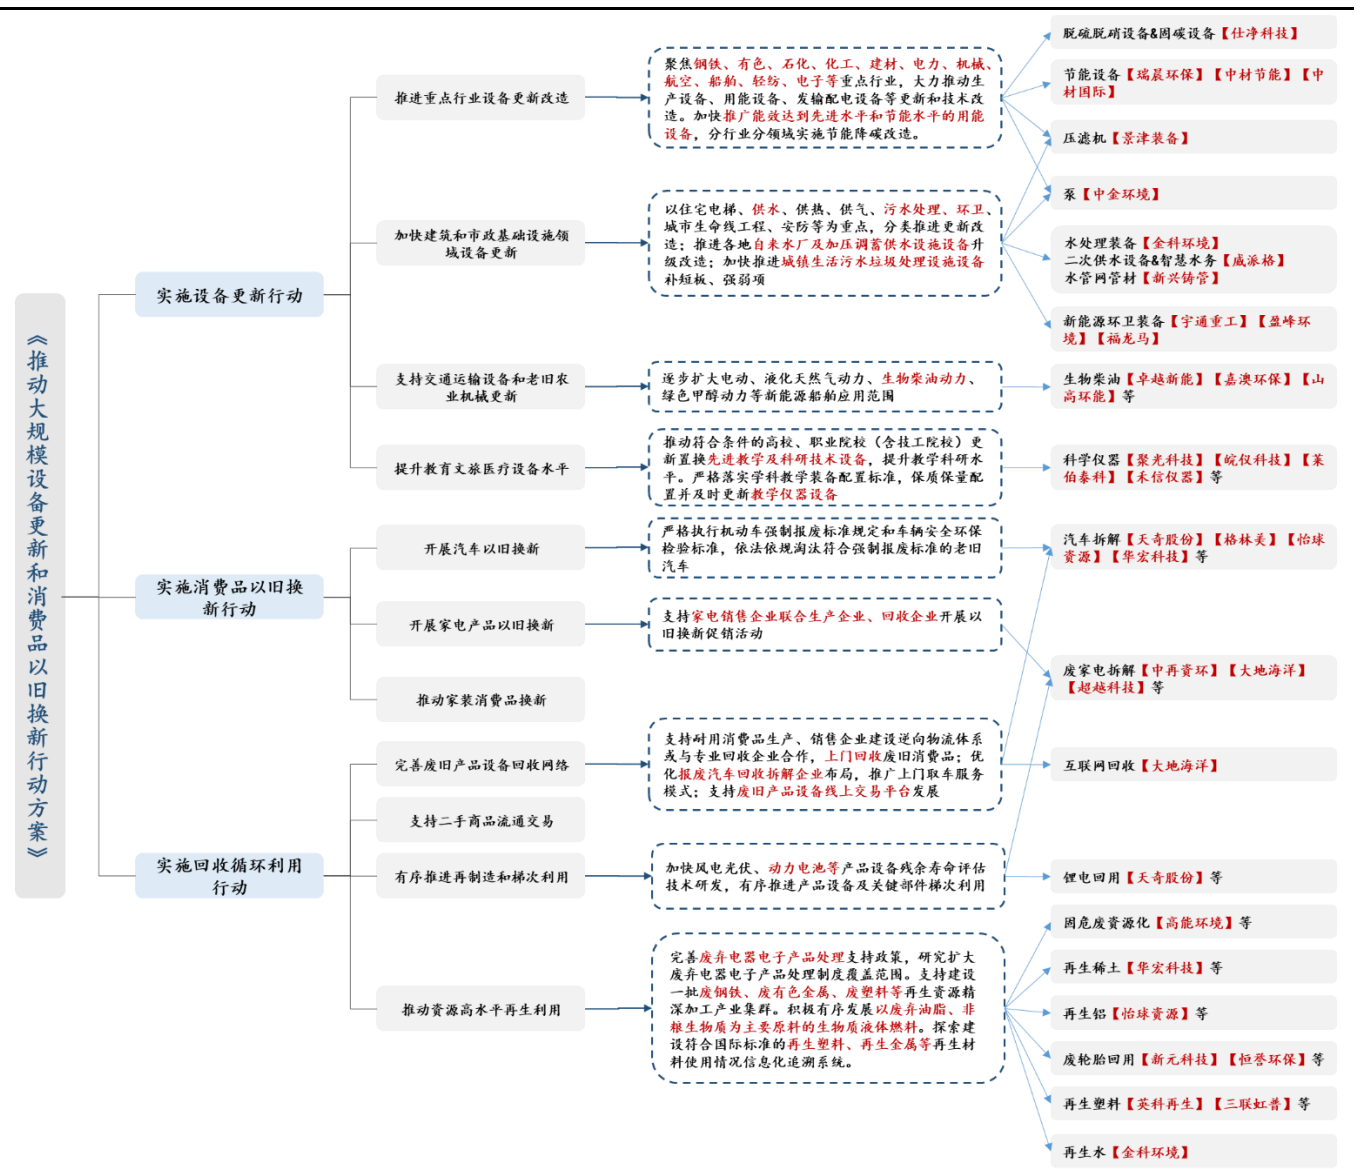 《推动大规模设备更新和消费品以旧换新行动方案》
实施设备更新行动
推进重点行业设备更新改造
聚焦钢铁、有色、石化、化工、建材、电力、机械、
航空、船舶、轻纺、电子等重点行业，大力推动生
产设备、用能设备、发输配电设备等更新和技术改
造。加快推广能效达到先进水平和节能水平的用能
设备，分行业分领域实施节能降碳改造。
脱硫脱硝设备&固碳设备【仕净科技】
节能设备【瑞晨环保】【中材节能】【中
材国际】
压滤机【景津装备】
泵【中金环境】
加快建筑和市政基础设施领
域设备更新
以住宅电梯、供水、供热、供气、污水处理、环卫、
城市生命线工程、安防等为重点，分类推进更新改
造；推进各地自来水厂及加压调蓄供水设施设备升
级改造；加快推进城镇生活污水垃圾处理设施设备
补短板、强弱项
水处理装备【金科环境】
二次供水设备&智慧水务【威派格】
水管网管材【新兴铸管】
新能源环卫装备【宇通重工】【盈峰环
境】【福龙马】
支持交通运输设备和老旧农
业机械更新
逐步扩大电动、液化天然气动力、生物柴油动力、
绿色甲醇动力等新能源船舶应用范围
生物柴油【卓越新能】【嘉澳环保】【山
高环能】等
提升教育文旅医疗设备水平
推动符合条件的高校、职业院校（含技工院校）更
新置换先进教学及科研技术设备，提升教学科研水
平。严格落实学科教学装备配置标准，保质保量配
置并及时更新教学仪器设备
科学仪器【聚光科技】【皖仪科技】【莱
伯泰科】【禾信仪器】等
实施消费品以旧换
新行动
开展汽车以旧换新
严格执行机动车强制报废标准规定和车辆安全环保
检验标准，依法依规淘汰符合强制报废标准的老旧
汽车
汽车拆解【天奇股份】【格林美】【怡球
资源】【华宏科技】等
开展家电产品以旧换新
支持家电销售企业联合生产企业、回收企业开展以
旧换新促销活动
废家电拆解【中再资环】【大地海洋】
【超越科技】等
推动家装消费品换新
实施回收循环利用
行动
完善废旧产品设备回收网络
支持耐用消费品生产、销售企业建设逆向物流体系
或与专业回收企业合作，上门回收废旧消费品；优
化报废汽车回收拆解企业布局，推广上门取车服务
模式；支持废旧产品设备线上交易平台发展
互联网回收【大地海洋】
支持二手商品流通交易
有序推进再制造和梯次利用
加快风电光伏、动力电池等产品设备残余寿命评估
技术研发，有序推进产品设备及关键部件梯次利用
锂电回用【天奇股份】等
推动资源高水平再生利用
完善废弃电器电子产品处理支持政策，研究扩大
废弃电器电子产品处理制度覆盖范围。支持建设
一批废钢铁、废有色金属、废塑料等再生资源精
深加工产业集群。积极有序发展以废弃油脂、非
粮生物质为主要原料的生物质液体燃料。探索建
设符合国际标准的再生塑料、再生金属等再生材
料使用情况信息化追溯系统。
固危废资源化【高能环境】等
再生稀土【华宏科技】等
再生铝【怡球资源】等
废轮胎回用【新元科技】【恒誉环保】等
再生塑料【英科再生】【三联虹普】等
再生水【金科环境】